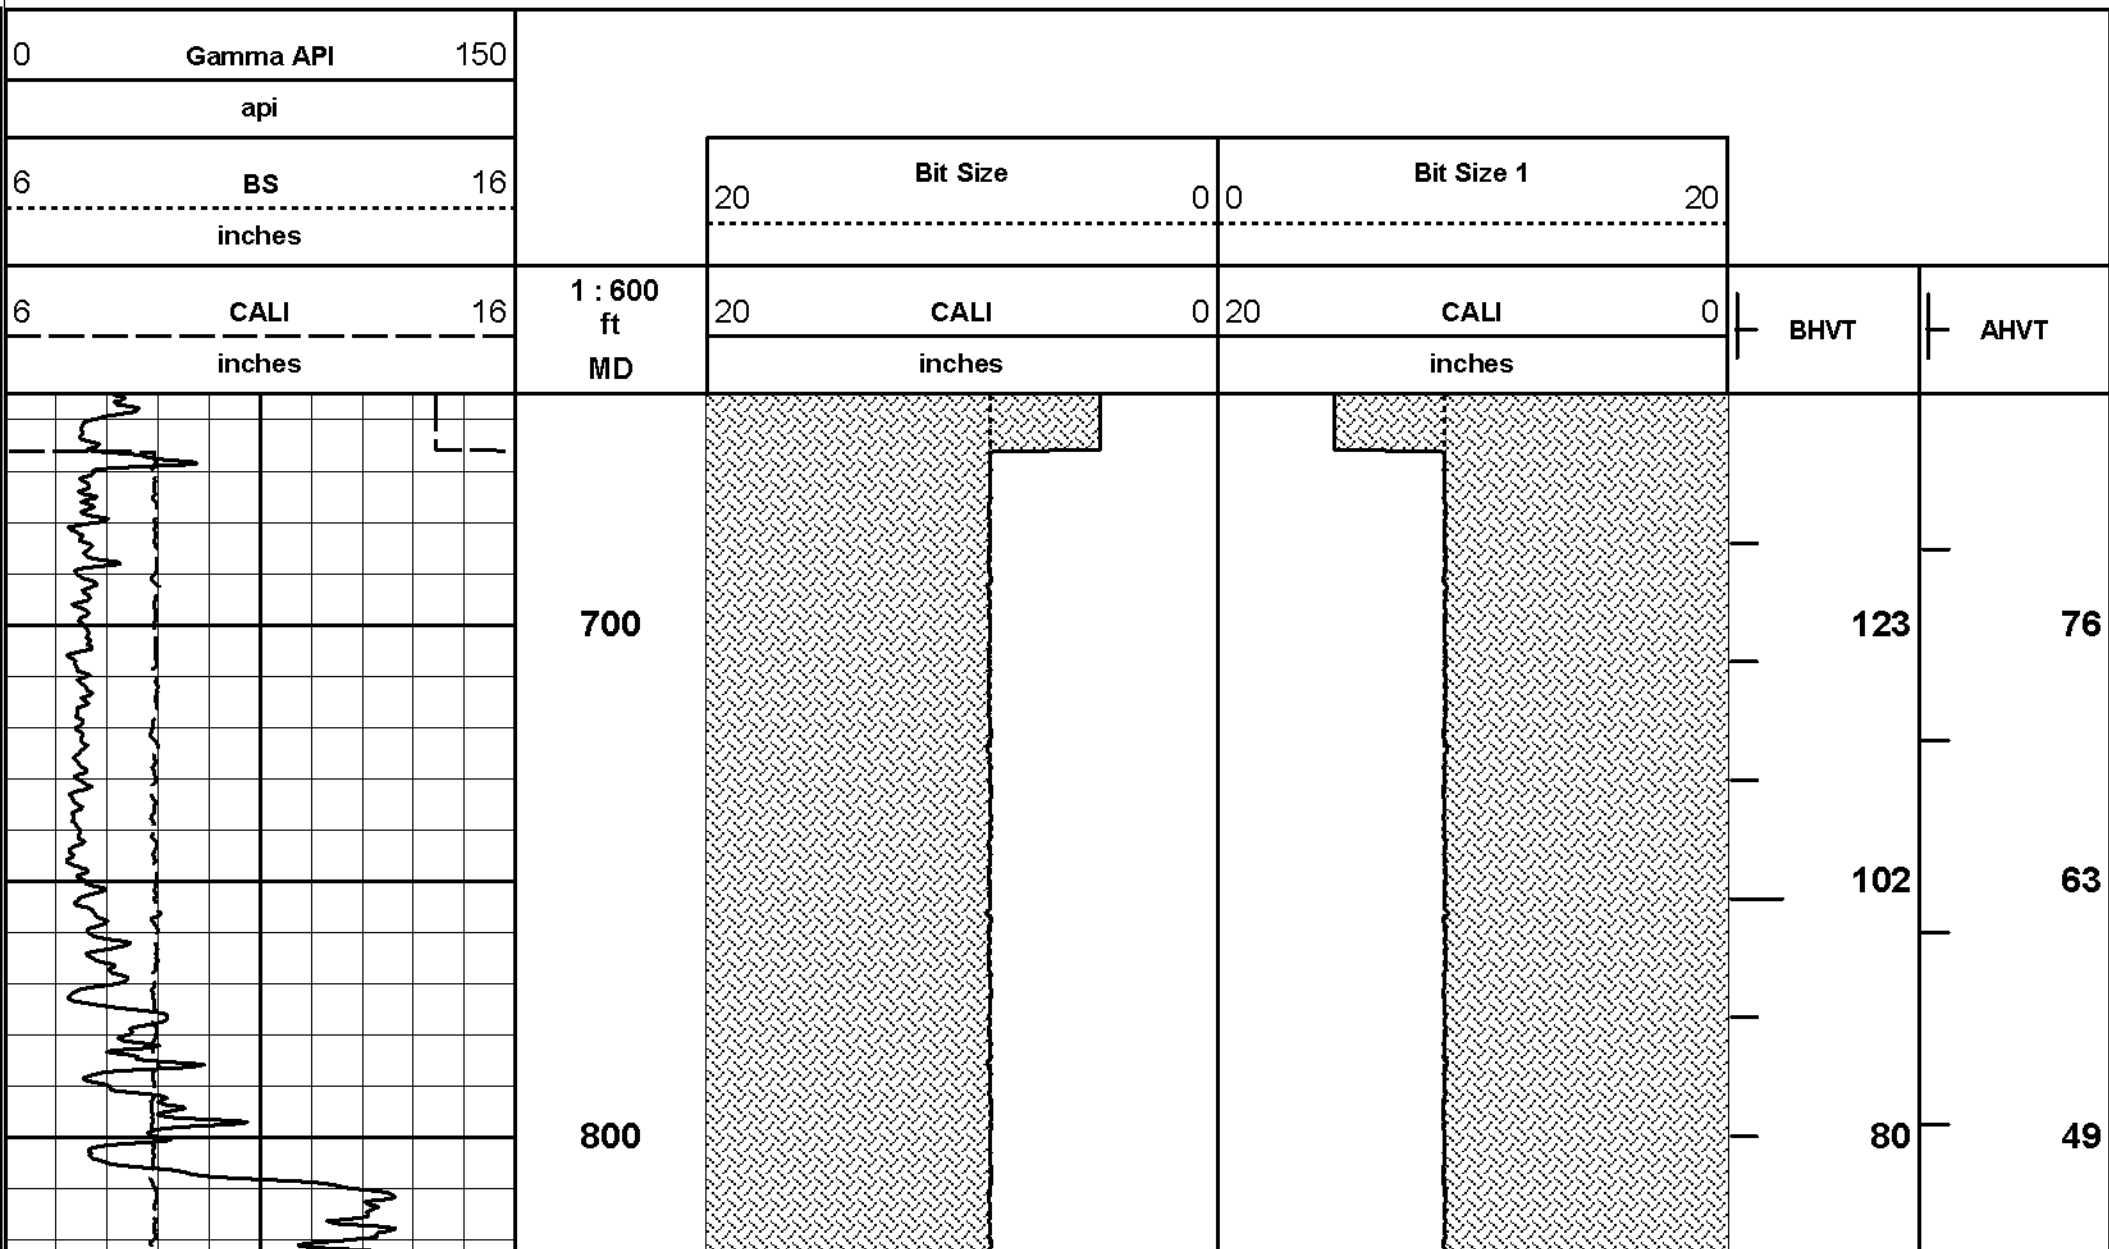 0 Gamma API 150
api
6 BS 16
inches
6 CALI 16
inches
1 : 600
ft
MD
Bit Size
20 0
Bit Size 1
0 20
20 CALI 0
inches
20 CALI 0
inches
BHVT
AHVT
700 123 76
102 63
800 80 49